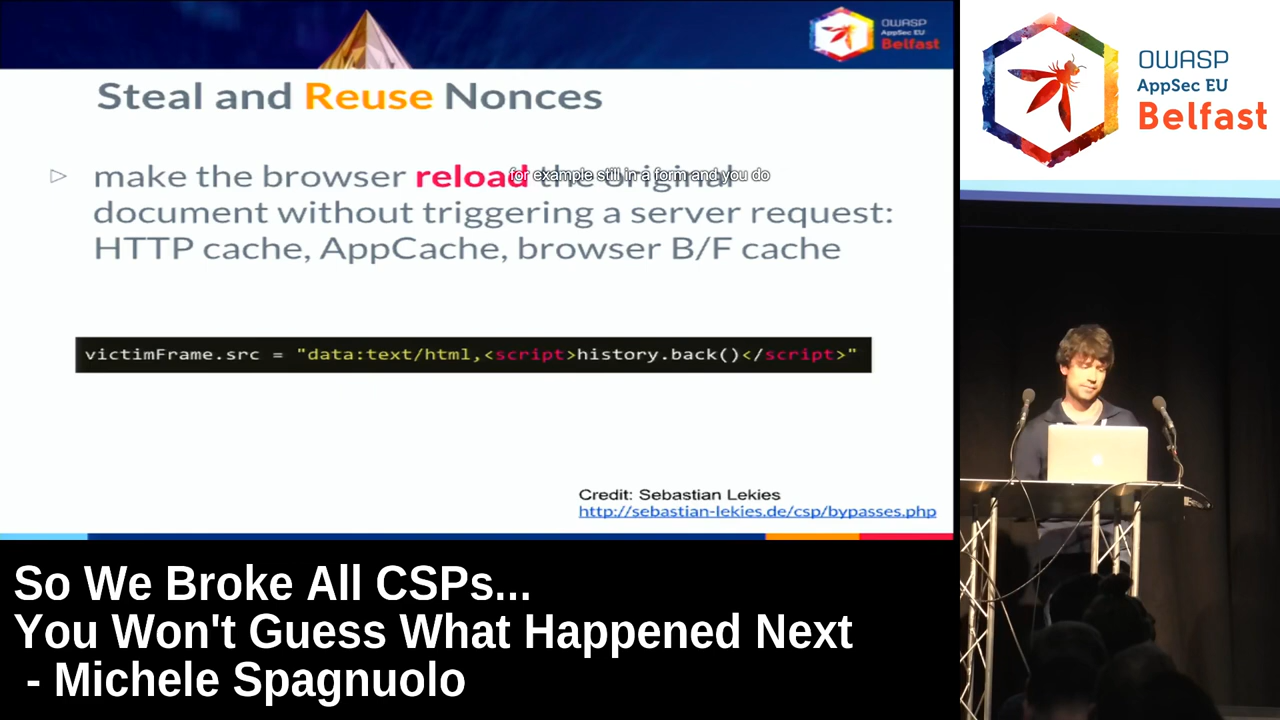 OWASP
AppSec EU
Belfast
Steal and Reuse Nonces
make the browser reload the original
for example still in a form and you do
document without triggering a server request:
HTTP cache, AppCache, browser B/F cache
victimFrame.src = "data:text/html,<script>history.back()</script>"
Credit: Sebastian Lekies
http://sebastian-lekies.de/csp/bypasses.php
OWASP
AppSec EU
Belfast
So We Broke All CSPs...
You Won't Guess What Happened Next
- Michele Spagnuolo